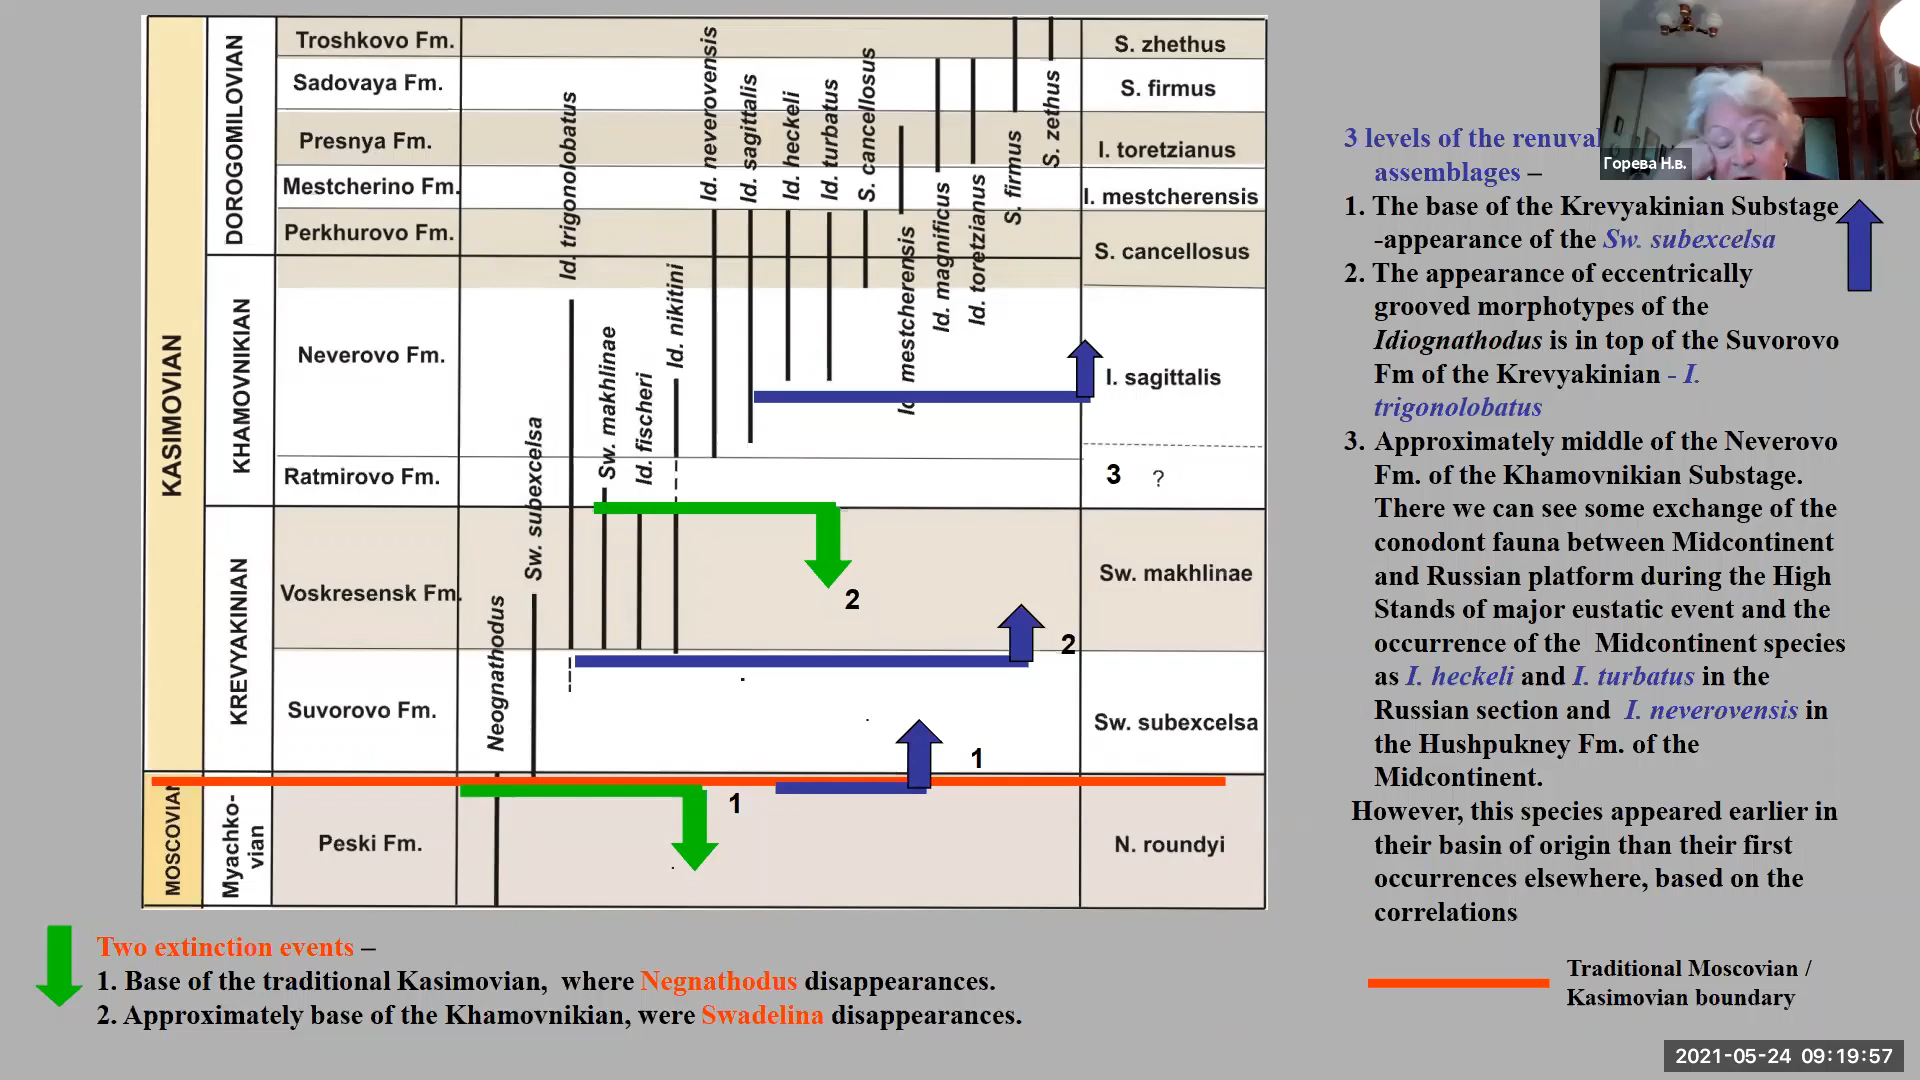 KASIMOVIAN
MOSCOVIAN
DOROGOMILOVIAN
KHAMOVNIKIAN
KREVYAKINIAN
Myachko-
vian
Troshkovo Fm.
Sadovaya Fm.
Presnya Fm.
Mestcherino Fm.
Perkhurovo Fm.
Neverovo Fm.
Ratmirovo Fm.
Voskresensk Fm.
Suvorovo Fm.
Peski Fm.
Neognathodus
Sw. subexcelsa
Id. trigonolobatus
Sw. makhlinae
Id. fischeri
Id. nikitini
Id. neverovensis
Id. sagittalis
Id. heckeli
Id. turbatus
S. cancellosus
Id. mestcherensis
Id. magnificus
Id. toretzianus
S. firmus
S. zethus
S. zhethus
S. firmus
I. toretzianus
I. mestcherensis
S. cancellosus
I. sagittalis
3 ?
Sw. makhlinae
2
2
Sw. subexcelsa
1
1
N. roundyi
3 levels of the renuval
assemblages –
1. The base of the Krevyakinian Substage
-appearance of the Sw. subexcelsa
2. The appearance of eccentrically
grooved morphotypes of the
Idiognathodus is in top of the Suvorovo
Fm of the Krevyakinian - I.
trigonolobatus
3. Approximately middle of the Neverovo
Fm. of the Khamovnikian Substage.
There we can see some exchange of the
conodont fauna between Midcontinent
and Russian platform during the High
Stands of major eustatic event and the
occurrence of the Midcontinent species
as I. heckeli and I. turbatus in the
Russian section and I. neverovensis in
the Hushpukney Fm. of the
Midcontinent.
However, this species appeared earlier in
their basin of origin than their first
occurrences elsewhere, based on the
correlations
Traditional Moscovian /
Kasimovian boundary
Two extinction events –
1. Base of the traditional Kasimovian, where Negnathodus disappearances.
2. Approximately base of the Khamovnikian, were Swadelina disappearances.
Горева Н.в.
2021-05-24 09:19:57